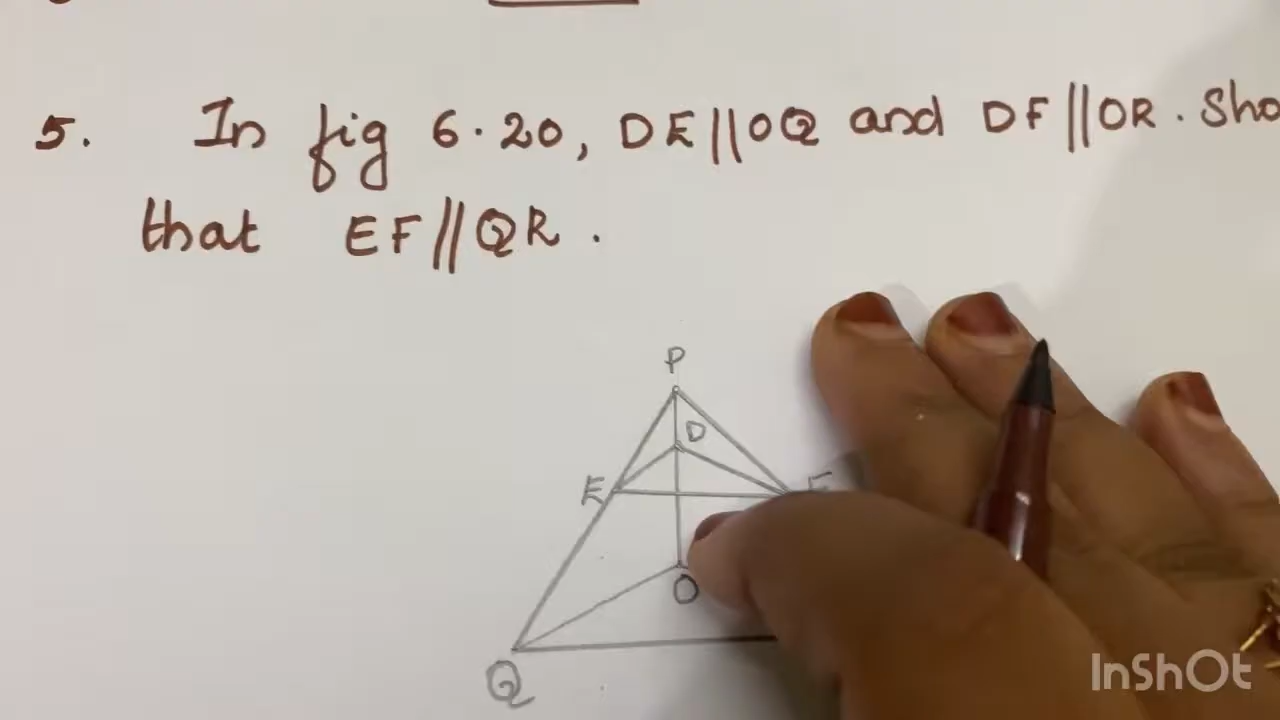 5. In fig 6.20, DE||OQ and DF||OR. Sho
that EF||QR.
P
D
E
O
Q
InShOt